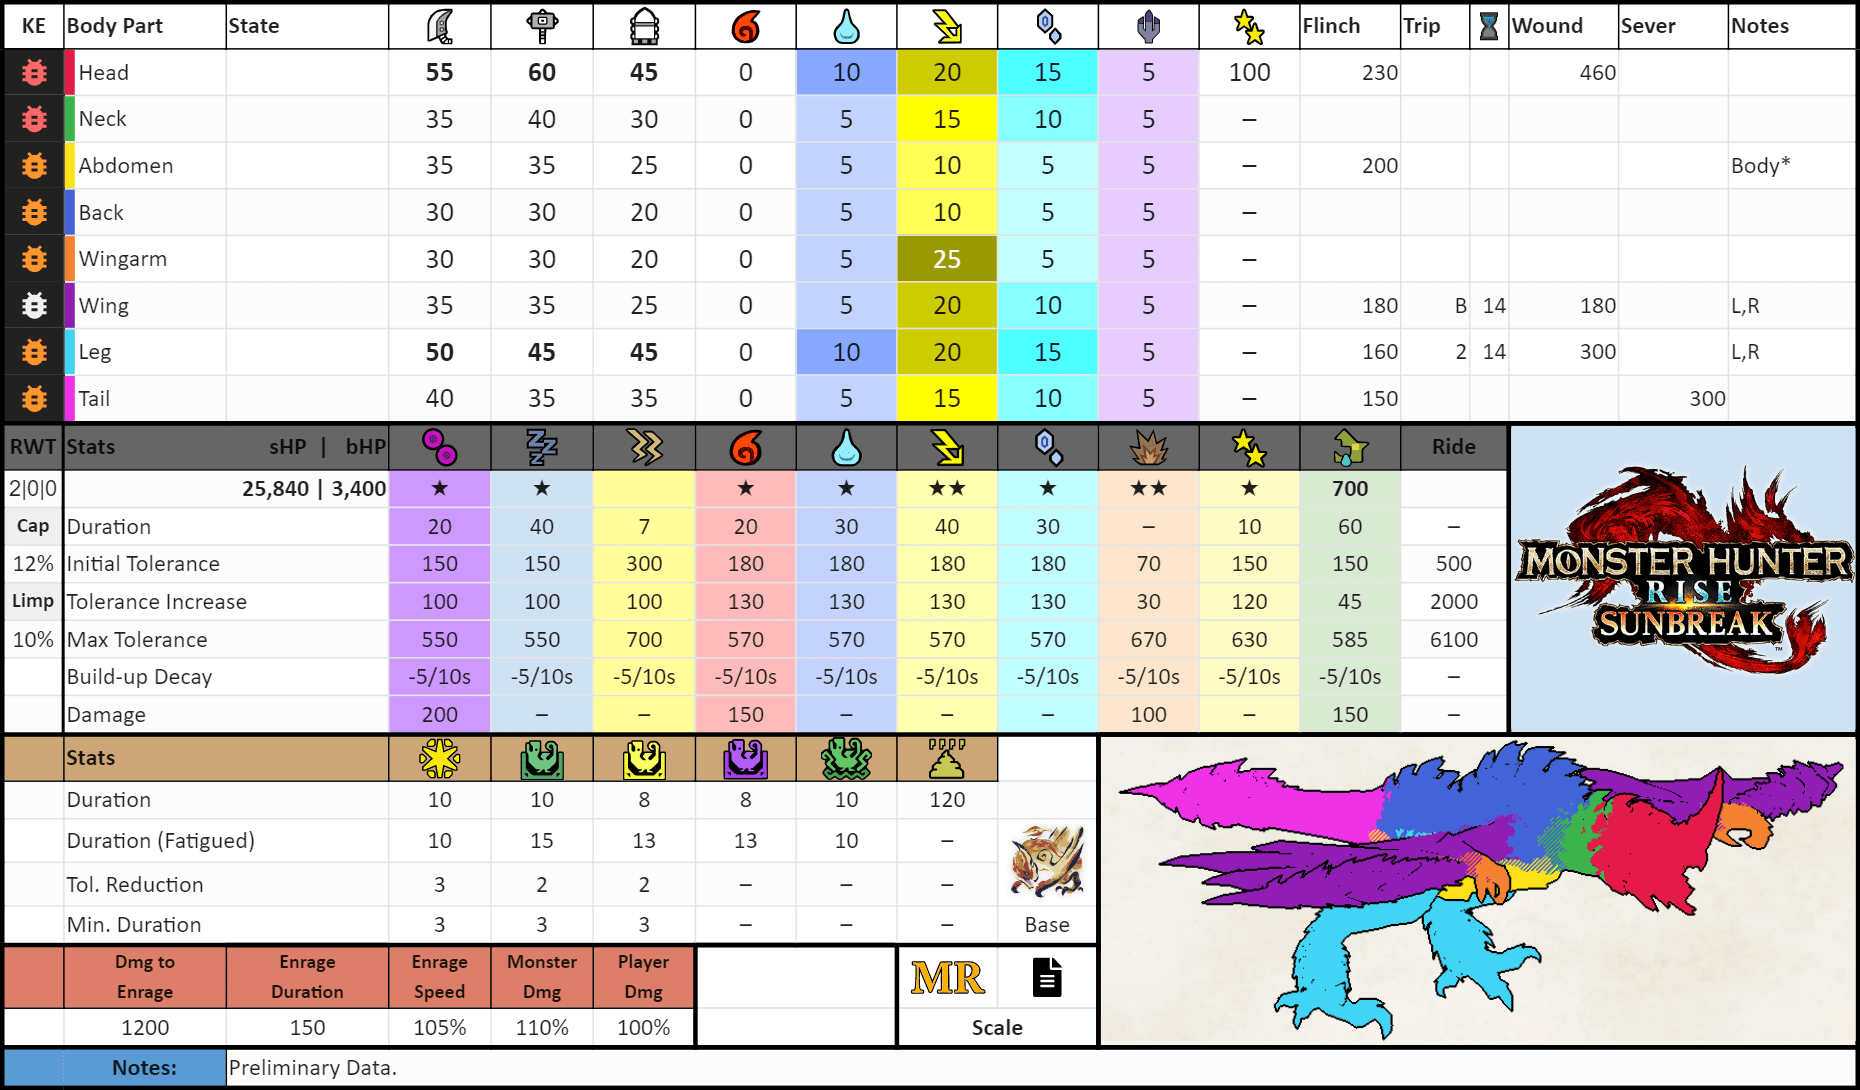 KE Body Part State Flinch Trip Wound Sever Notes
Head 55 60 45 0 10 20 15 5 100 230 460
Neck 35 40 30 0 5 15 10 5 –
Abdomen 35 35 25 0 5 10 5 5 – 200 Body*
Back 30 30 20 0 5 10 5 5 –
Wingarm 30 30 20 0 5 25 5 5 –
Wing 35 35 25 0 5 20 10 5 – 180 B 14 180 L,R
Leg 50 45 45 0 10 20 15 5 – 160 2 14 300 L,R
Tail 40 35 35 0 5 15 10 5 – 150 300
RWT Stats sHP | bHP Ride
2|0|0 25,840 | 3,400 ★ ★ ★ ★ ★★ ★ ★★ ★ 700
Cap Duration 20 40 7 20 30 40 30 – 10 60 –
12% Initial Tolerance 150 150 300 180 180 180 180 70 150 150 500
Limp Tolerance Increase 100 100 100 130 130 130 130 30 120 45 2000
10% Max Tolerance 550 550 700 570 570 570 570 670 630 585 6100
Build-up Decay -5/10s -5/10s -5/10s -5/10s -5/10s -5/10s -5/10s -5/10s -5/10s -5/10s –
Damage 200 – – 150 – – – 100 – 150 –
MONSTER HUNTER
RISE
SUNBREAK
TM
Stats
Duration 10 10 8 8 10 120
Duration (Fatigued) 10 15 13 13 10 –
Tol. Reduction 3 2 2 – – –
Min. Duration 3 3 3 – – – Base
Dmg to Enrage Enrage Monster Player
Enrage Duration Speed Dmg Dmg
MR
1200 150 105% 110% 100% Scale
Notes: Preliminary Data.